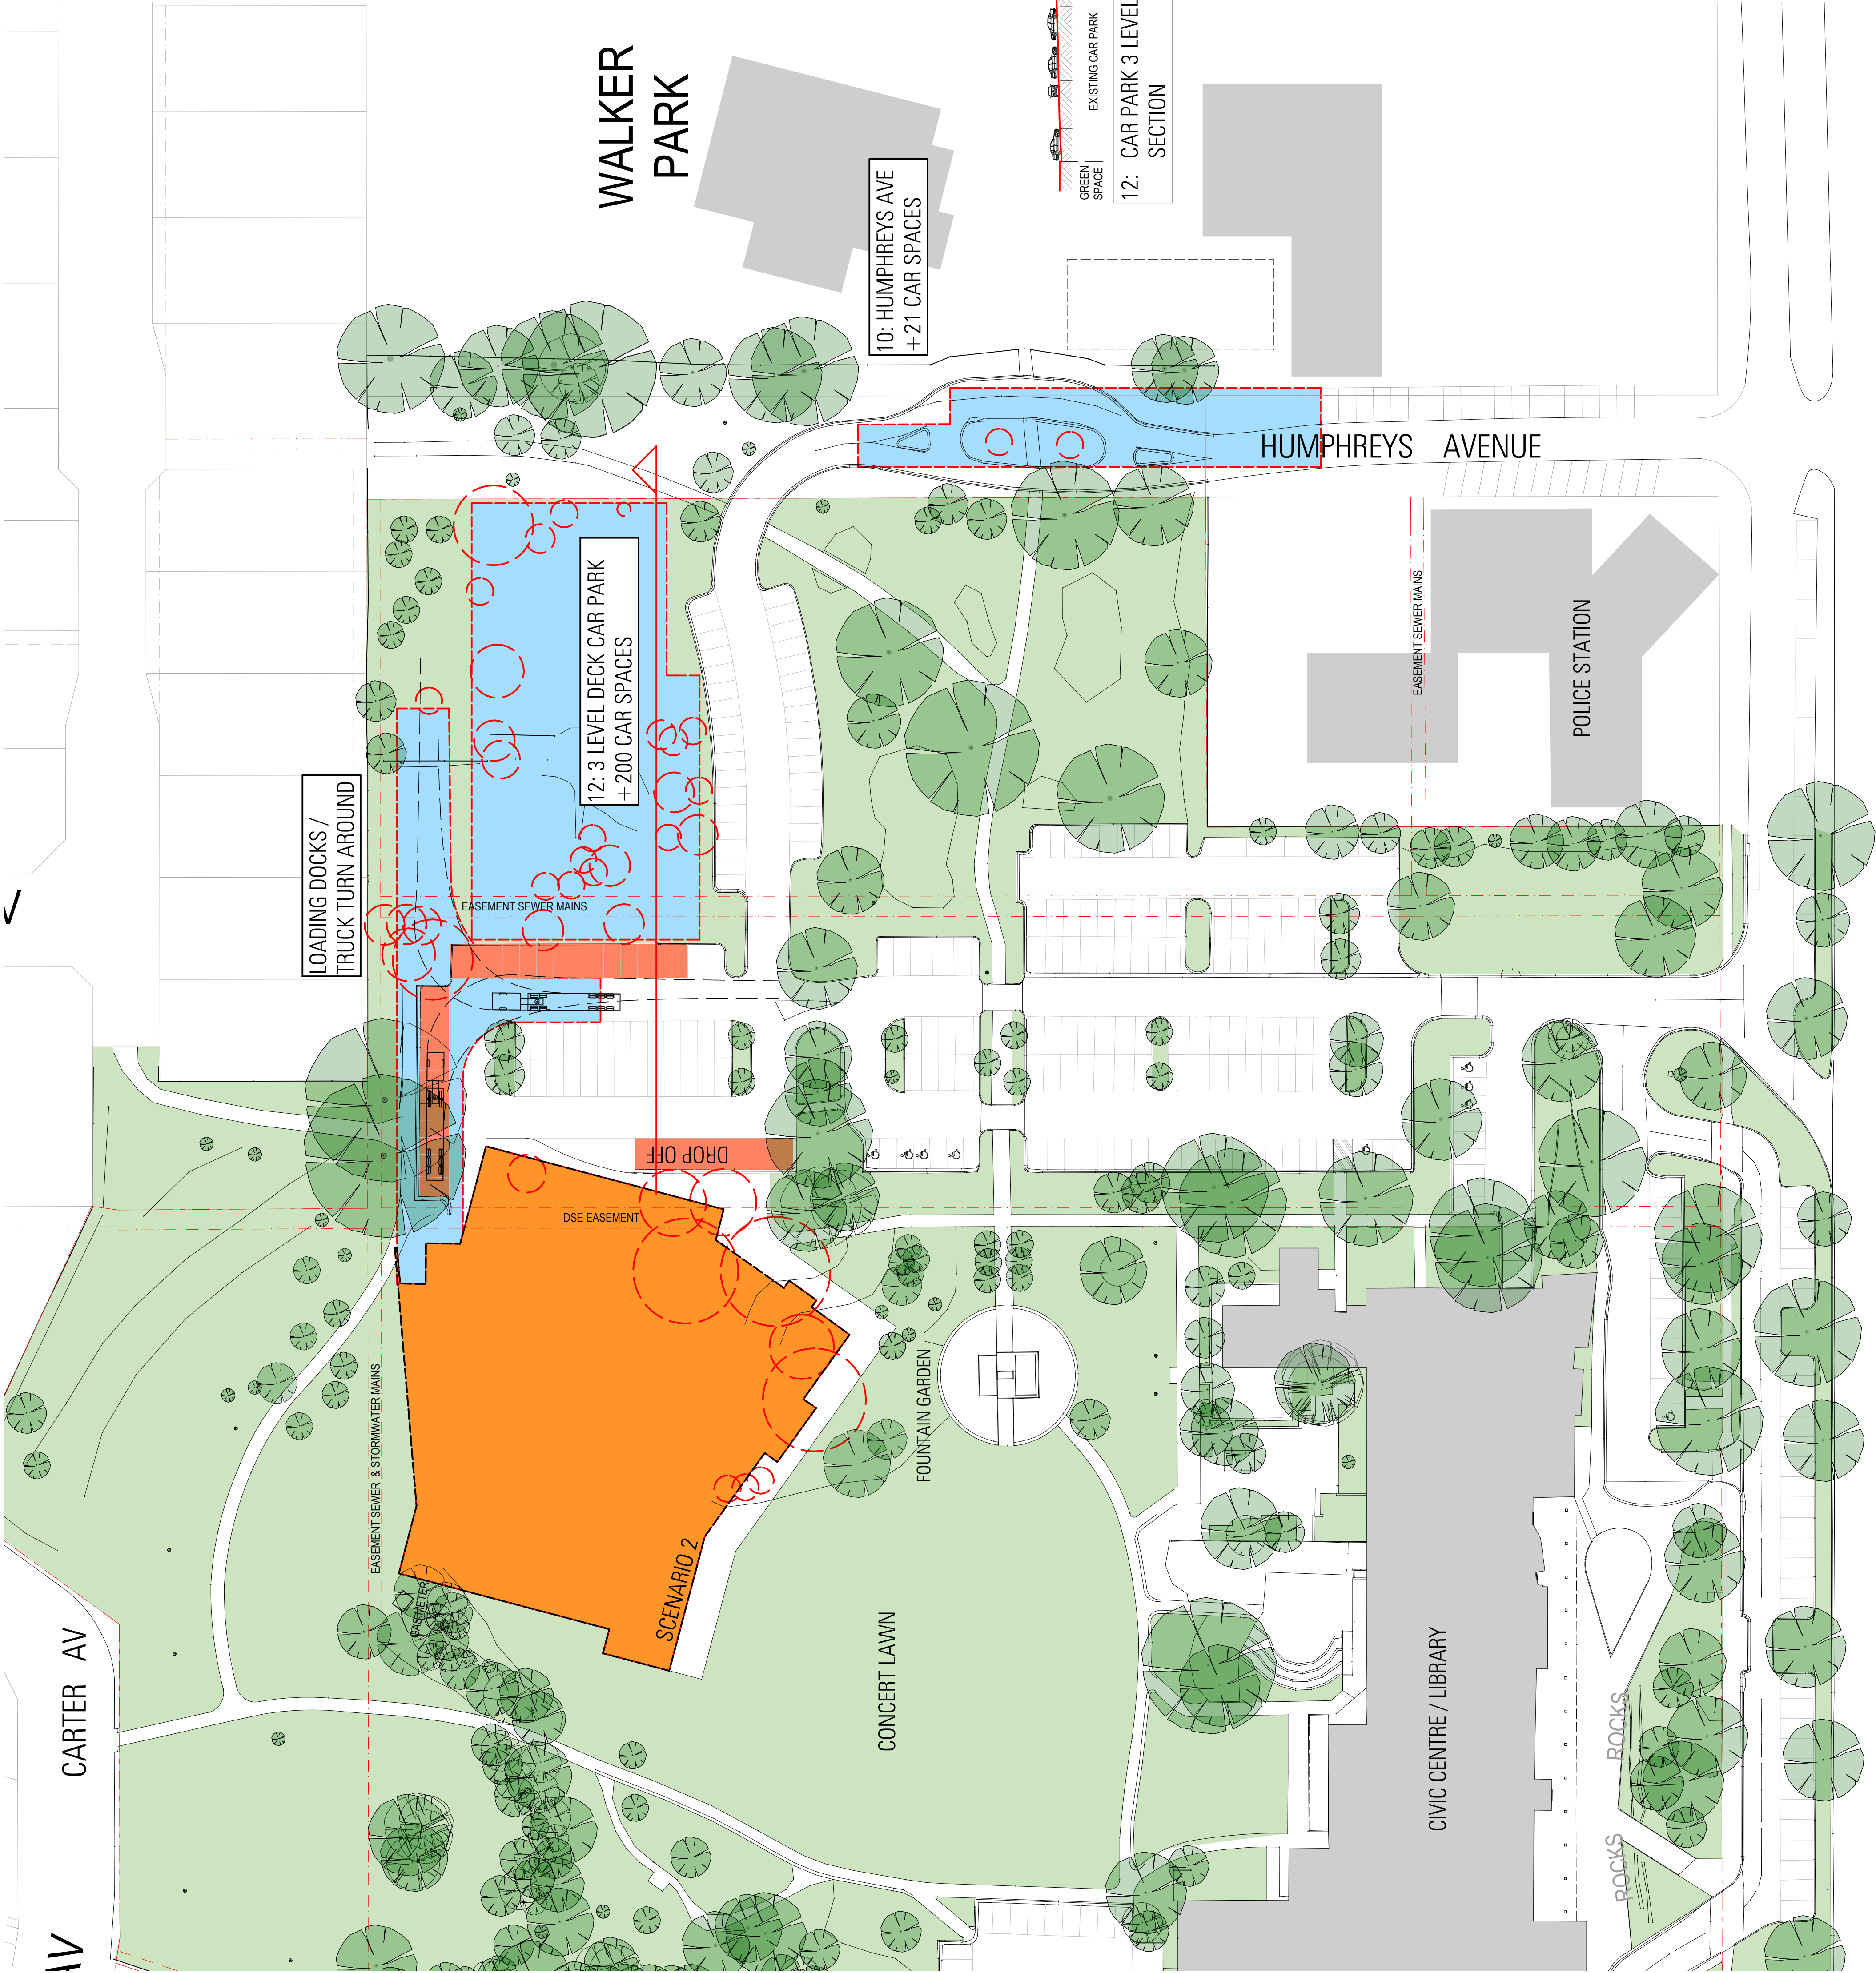 WALKER
PARK
EXISTING CAR PARK
GREEN
SPACE
12: CAR PARK 3 LEVEL
SECTION
10: HUMPHREYS AVE
+21 CAR SPACES
HUMPHREYS AVENUE
12: 3 LEVEL DECK CAR PARK
+200 CAR SPACES
LOADING DOCKS /
TRUCK TURN AROUND
EASEMENT SEWER MAINS
EASEMENT SEWER MAINS
POLICE STATION
DROP OFF
DSE EASEMENT
EASEMENT SEWER & STORMWATER MAINS
FOUNTAIN GARDEN
SCENARIO 2
GAS METER
CONCERT LAWN
CIVIC CENTRE / LIBRARY
CARTER AV
ROCKS
ROCKS
AV